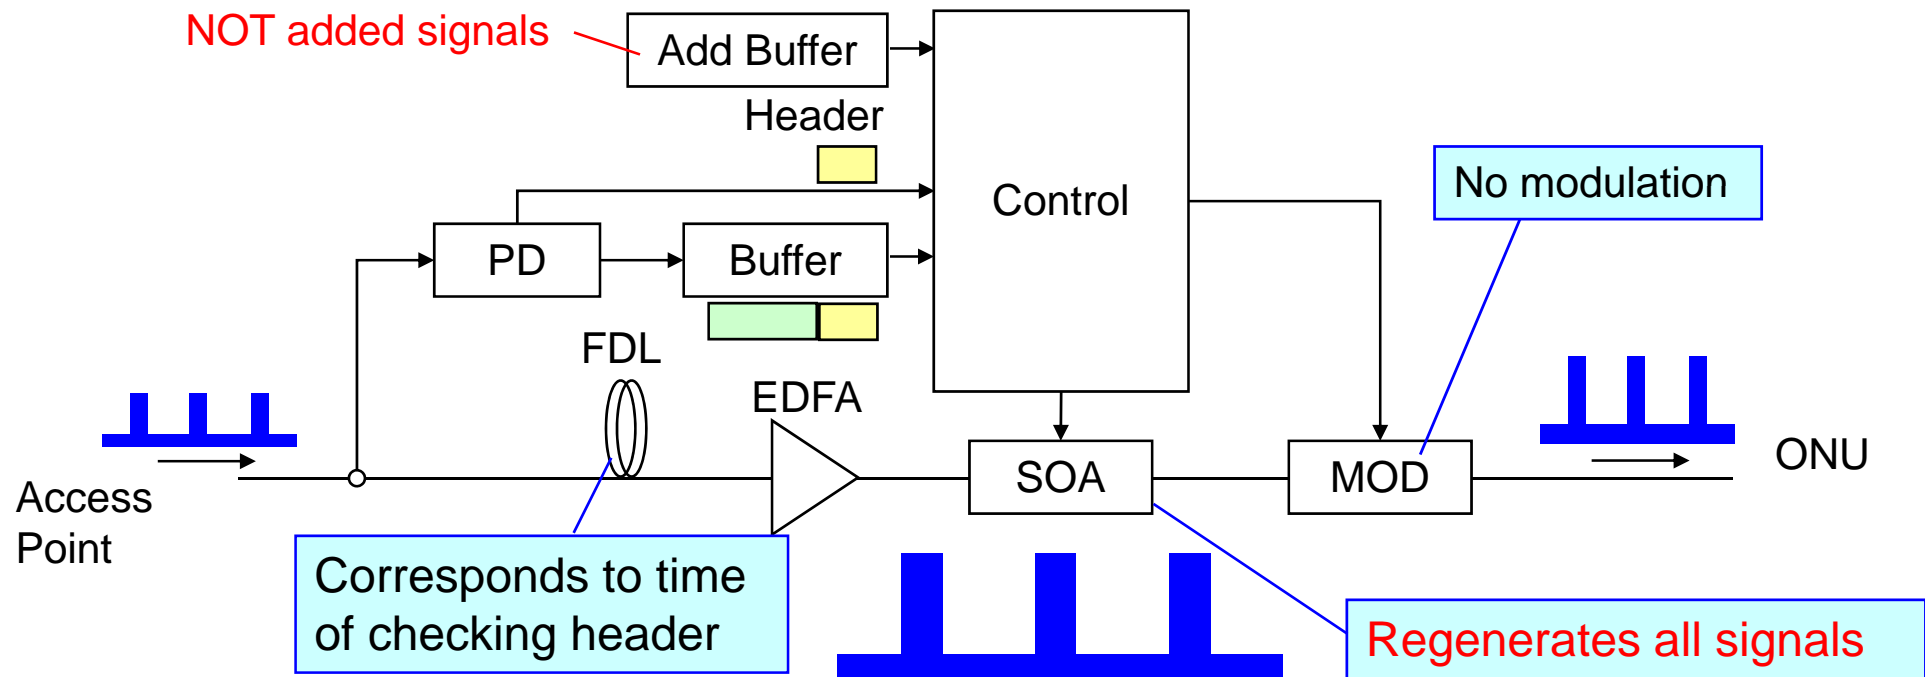 NOT added signals
Add Buffer
Header
Control
No modulation
PD
Buffer
FDL
EDFA
SOA
MOD
ONU
Access
Point
Corresponds to time
of checking header
Regenerates all signals